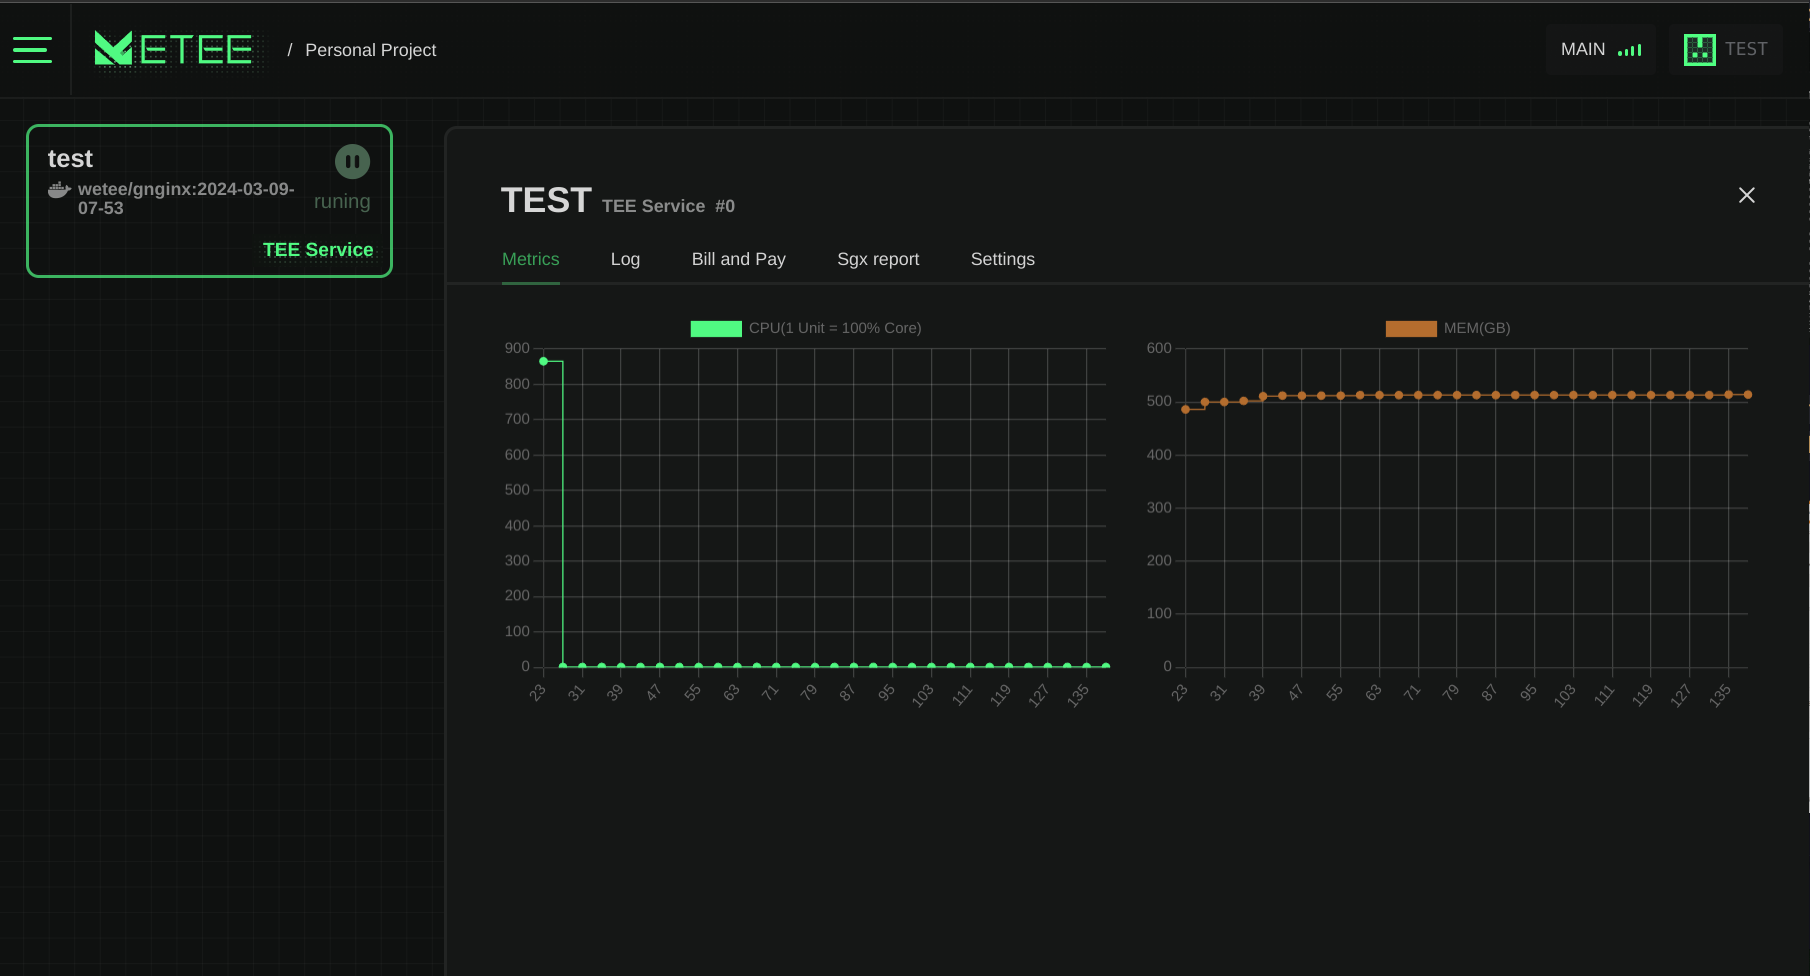 WETEE / Personal Project
MAIN
TEST
test
wetee/gnginx:2024-03-09-
07-53
runing
TEE Service
TEST TEE Service #0
Metrics Log Bill and Pay Sgx report Settings
CPU(1 Unit = 100% Core)
900
800
700
600
500
400
300
200
100
0
23 31 39 47 55 63 71 79 87 95 103 111 119 127 135
MEM(GB)
600
500
400
300
200
100
0
23 31 39 47 55 63 71 79 87 95 103 111 119 127 135